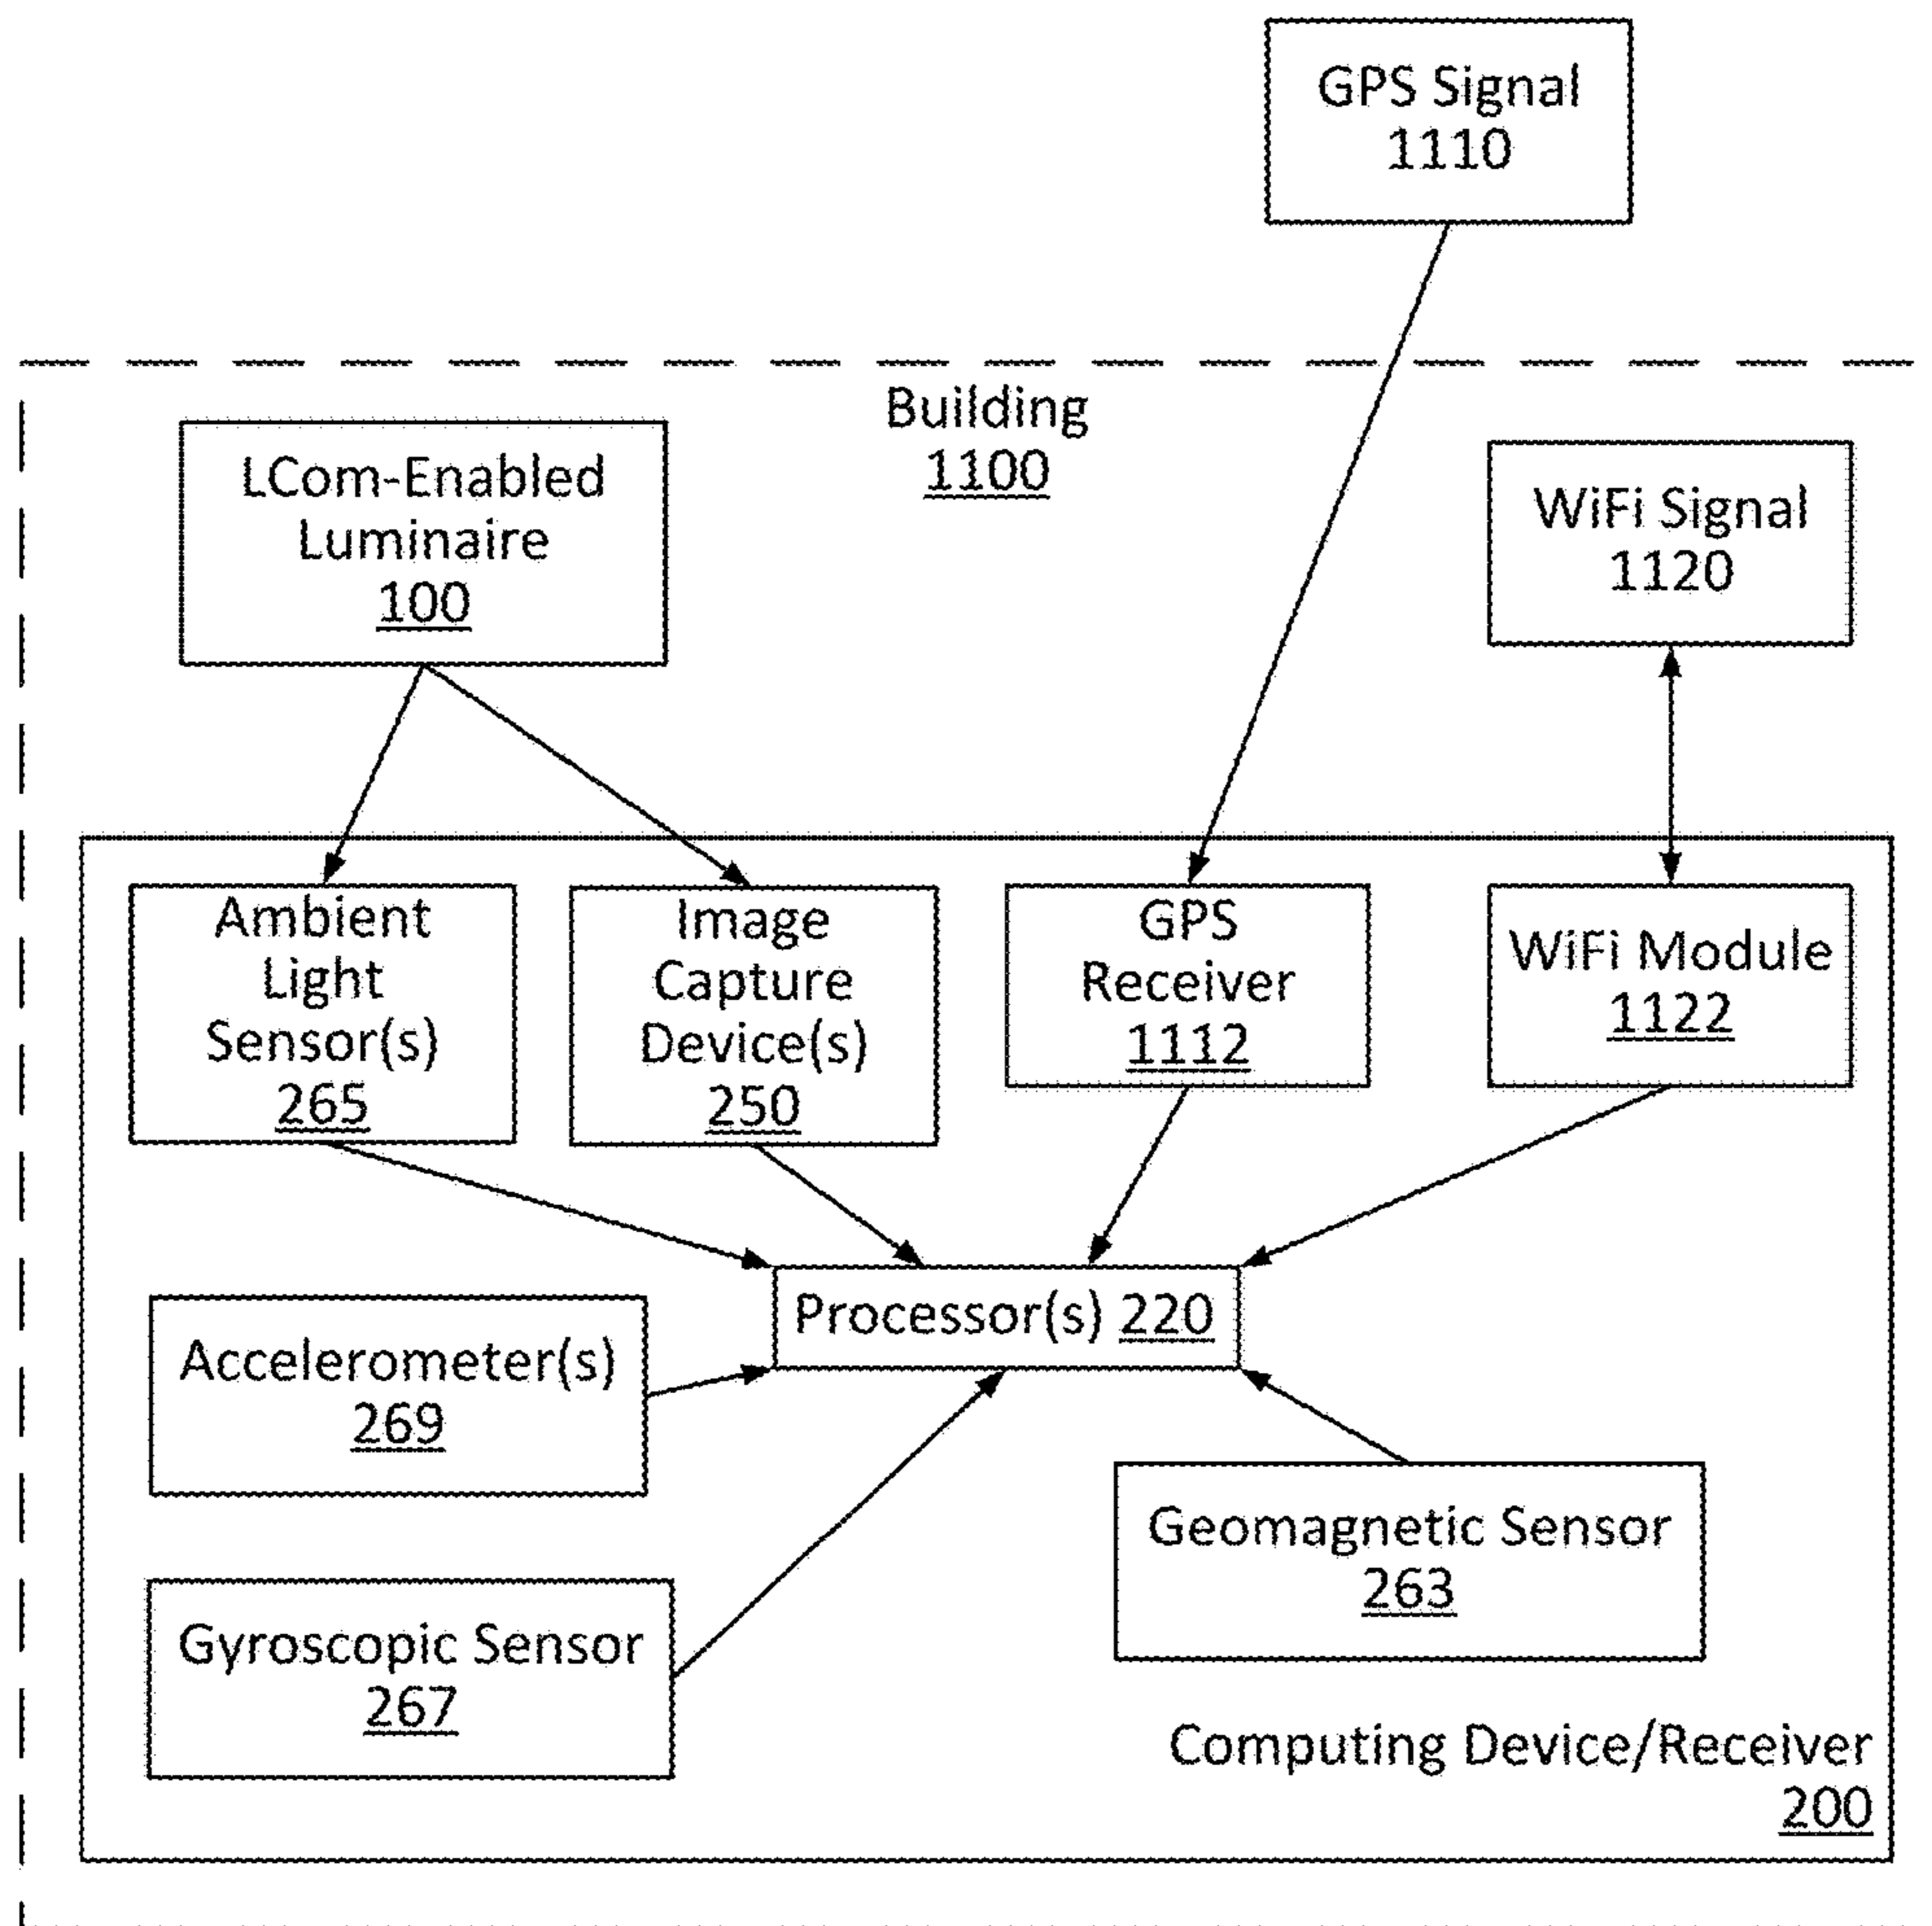 GPS Signal
1110
Building
1100
LCom-Enabled
Luminaire
100
WiFi Signal
1120
Ambient
Light
Sensor(s)
265
Image
Capture
Device(s)
250
GPS
Receiver
1112
WiFi Module
1122
Processor(s) 220
Accelerometer(s)
269
Geomagnetic Sensor
263
Gyroscopic Sensor
267
Computing Device/Receiver
200